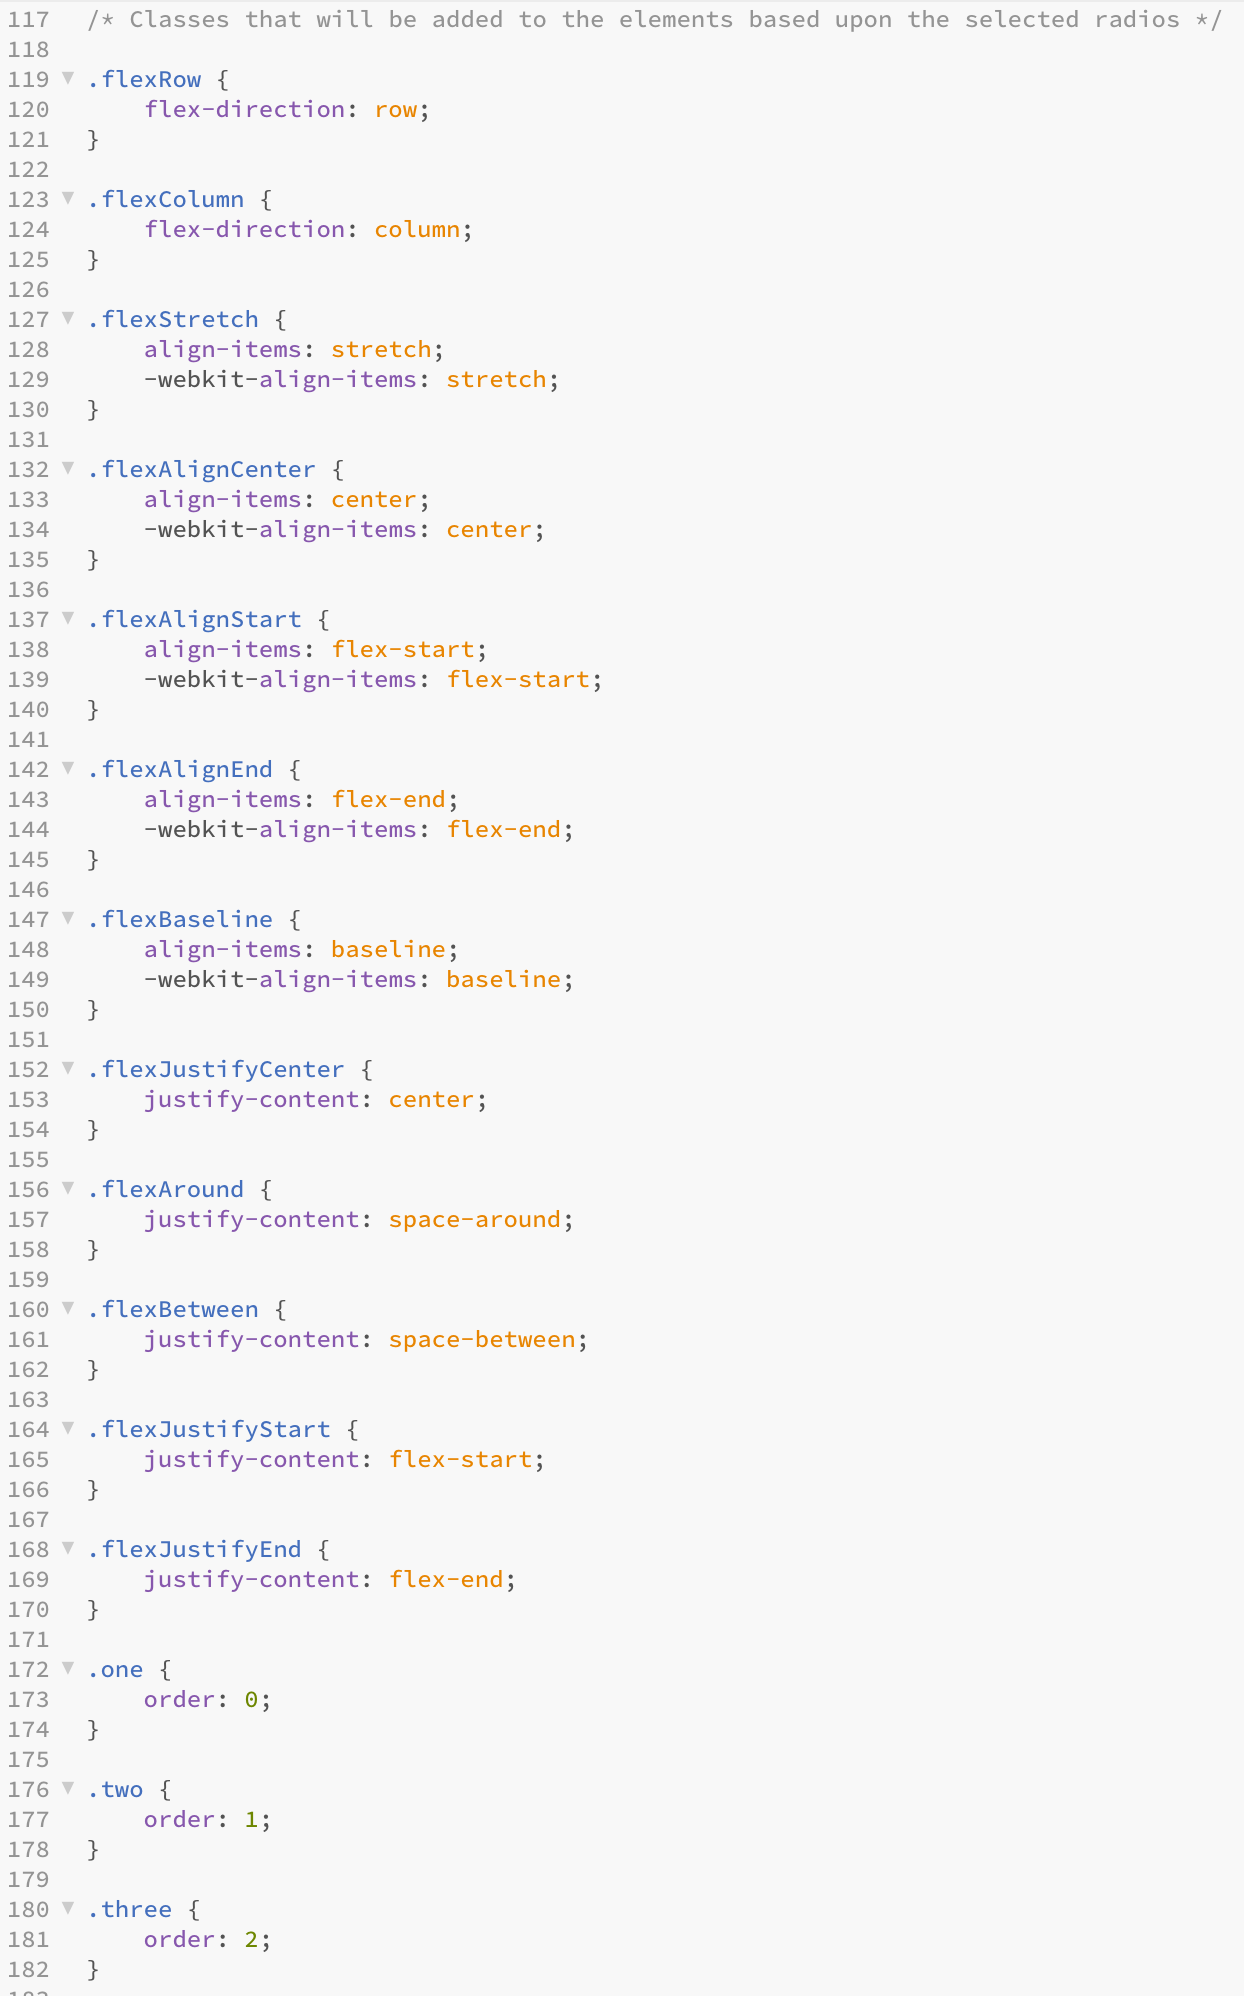 117 /* Classes that will be added to the elements based upon the selected radios */
118
119 .flexRow {
120     flex-direction: row;
121 }
122
123 .flexColumn {
124     flex-direction: column;
125 }
126
127 .flexStretch {
128     align-items: stretch;
129     -webkit-align-items: stretch;
130 }
131
132 .flexAlignCenter {
133     align-items: center;
134     -webkit-align-items: center;
135 }
136
137 .flexAlignStart {
138     align-items: flex-start;
139     -webkit-align-items: flex-start;
140 }
141
142 .flexAlignEnd {
143     align-items: flex-end;
144     -webkit-align-items: flex-end;
145 }
146
147 .flexBaseline {
148     align-items: baseline;
149     -webkit-align-items: baseline;
150 }
151
152 .flexJustifyCenter {
153     justify-content: center;
154 }
155
156 .flexAround {
157     justify-content: space-around;
158 }
159
160 .flexBetween {
161     justify-content: space-between;
162 }
163
164 .flexJustifyStart {
165     justify-content: flex-start;
166 }
167
168 .flexJustifyEnd {
169     justify-content: flex-end;
170 }
171
172 .one {
173     order: 0;
174 }
175
176 .two {
177     order: 1;
178 }
179
180 .three {
181     order: 2;
182 }